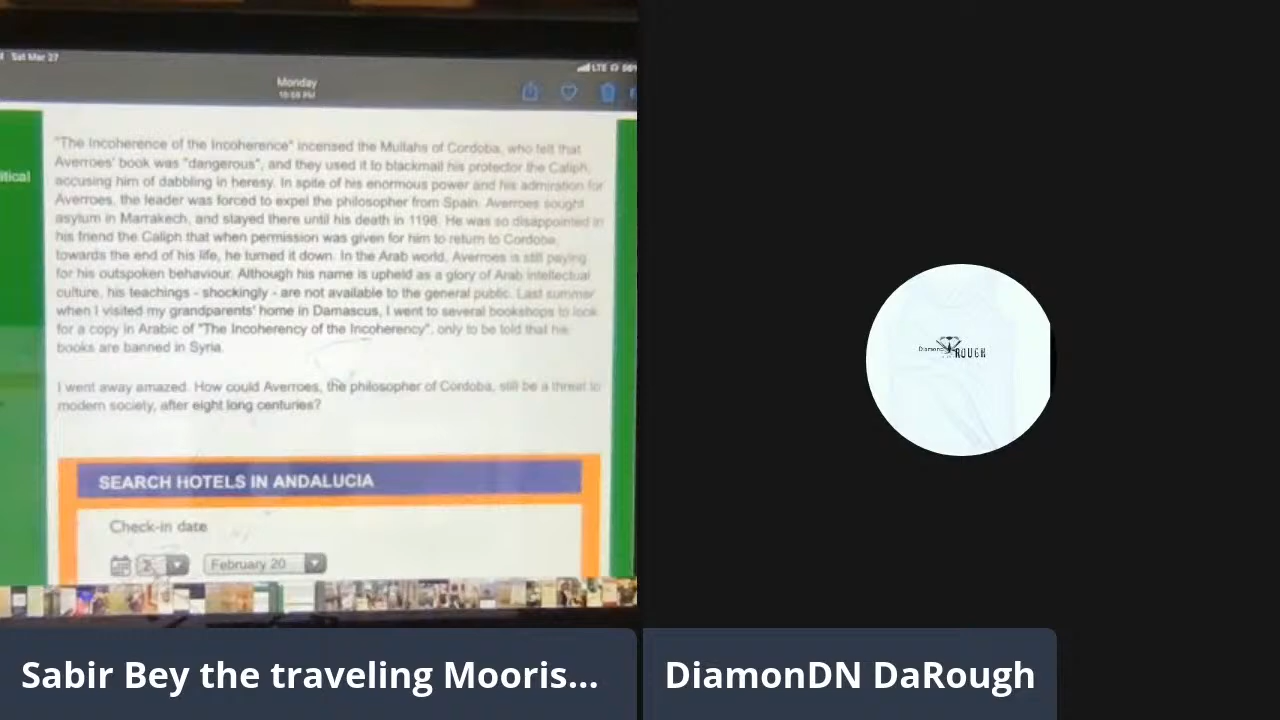 Sat Mar 27
LTE
Monday
10:59 PM
"The Incoherence of the Incoherence" incensed the Mullahs of Cordoba, who felt that
Averroes' book was "dangerous", and they used it to blackmail his protector the Caliph,
accusing him of dabbling in heresy. In spite of his enormous power and his admiration for
Averroes, the leader was forced to expel the philosopher from Spain. Averroes sought
asylum in Marrakech, and stayed there until his death in 1198. He was so disappointed in
his friend the Caliph that when permission was given for him to return to Cordoba,
towards the end of his life, he turned it down. In the Arab world, Averroes is still paying
for his outspoken behaviour. Although his name is upheld as a glory of Arab intellectual
culture, his teachings - shockingly - are not available to the general public. Last summer
when I visited my grandparents' home in Damascus, I went to several bookshops to look
for a copy in Arabic of "The Incoherency of the Incoherency", only to be told that his
books are banned in Syria.
I went away amazed. How could Averroes, the philosopher of Cordoba, still be a threat to
modern society, after eight long centuries?
itical
SEARCH HOTELS IN ANDALUCIA
Check-in date
2
February 20
ROUGH
Sabir Bey the traveling Mooris...
DiamonDN DaRough